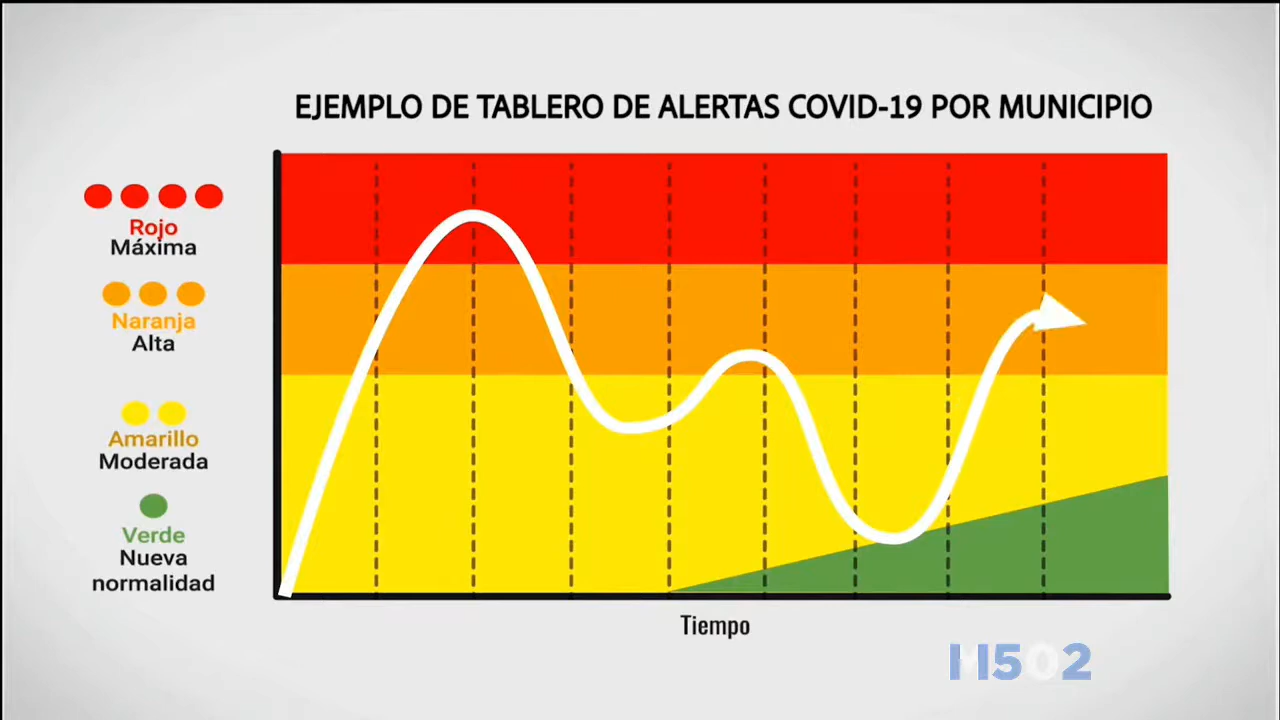 EJEMPLO DE TABLERO DE ALERTAS COVID-19 POR MUNICIPIO
Rojo
Máxima
Naranja
Alta
Amarillo
Moderada
Verde
Nueva
normalidad
Tiempo
M502